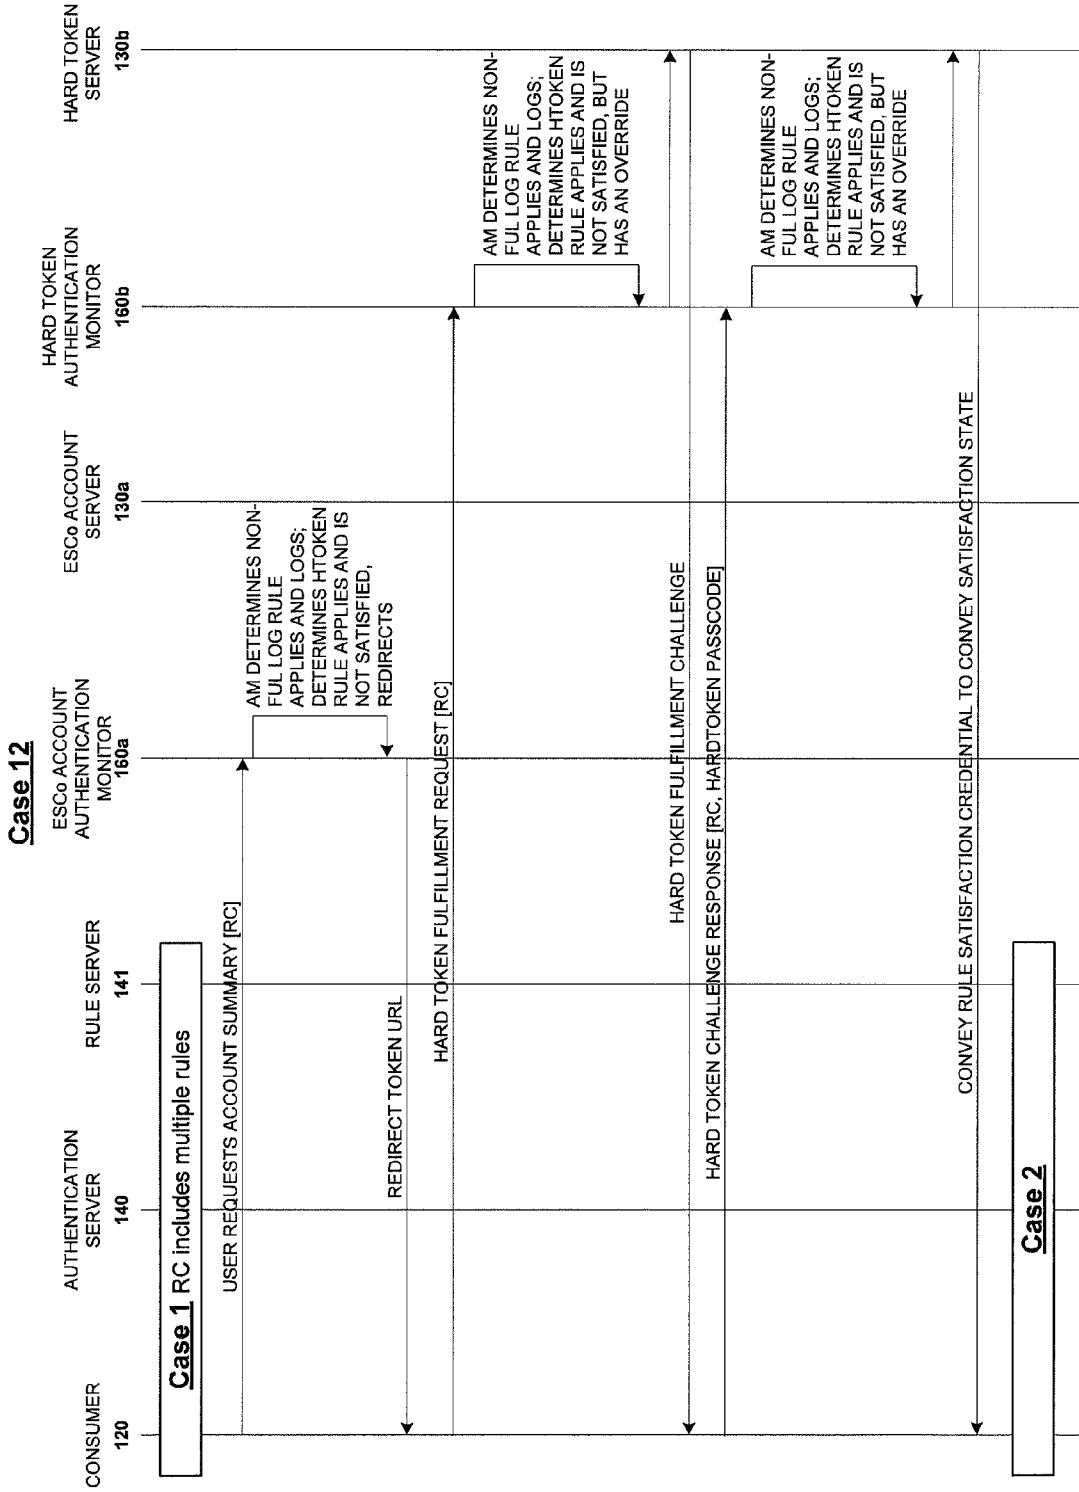 Case 12
CONSUMER
120
AUTHENTICATION
SERVER
140
RULE SERVER
141
ESCo ACCOUNT
AUTHENTICATION
MONITOR
160a
ESCo ACCOUNT
SERVER
130a
HARD TOKEN
AUTHENTICATION
MONITOR
160b
HARD TOKEN
SERVER
130b
Case 1 RC includes multiple rules
USER REQUESTS ACCOUNT SUMMARY [RC]
AM DETERMINES NON-
FUL LOG RULE
APPLIES AND LOGS;
DETERMINES HTOKEN
RULE APPLIES AND IS
NOT SATISFIED,
REDIRECTS
REDIRECT TOKEN URL
HARD TOKEN FULFILLMENT REQUEST [RC]
AM DETERMINES NON-
FUL LOG RULE
APPLIES AND LOGS;
DETERMINES HTOKEN
RULE APPLIES AND IS
NOT SATISFIED, BUT
HAS AN OVERRIDE
HARD TOKEN FULFILLMENT CHALLENGE
HARD TOKEN CHALLENGE RESPONSE [RC, HARDTOKEN PASSCODE]
AM DETERMINES NON-
FUL LOG RULE
APPLIES AND LOGS;
DETERMINES HTOKEN
RULE APPLIES AND IS
NOT SATISFIED, BUT
HAS AN OVERRIDE
CONVEY RULE SATISFACTION CREDENTIAL TO CONVEY SATISFACTION STATE
Case 2